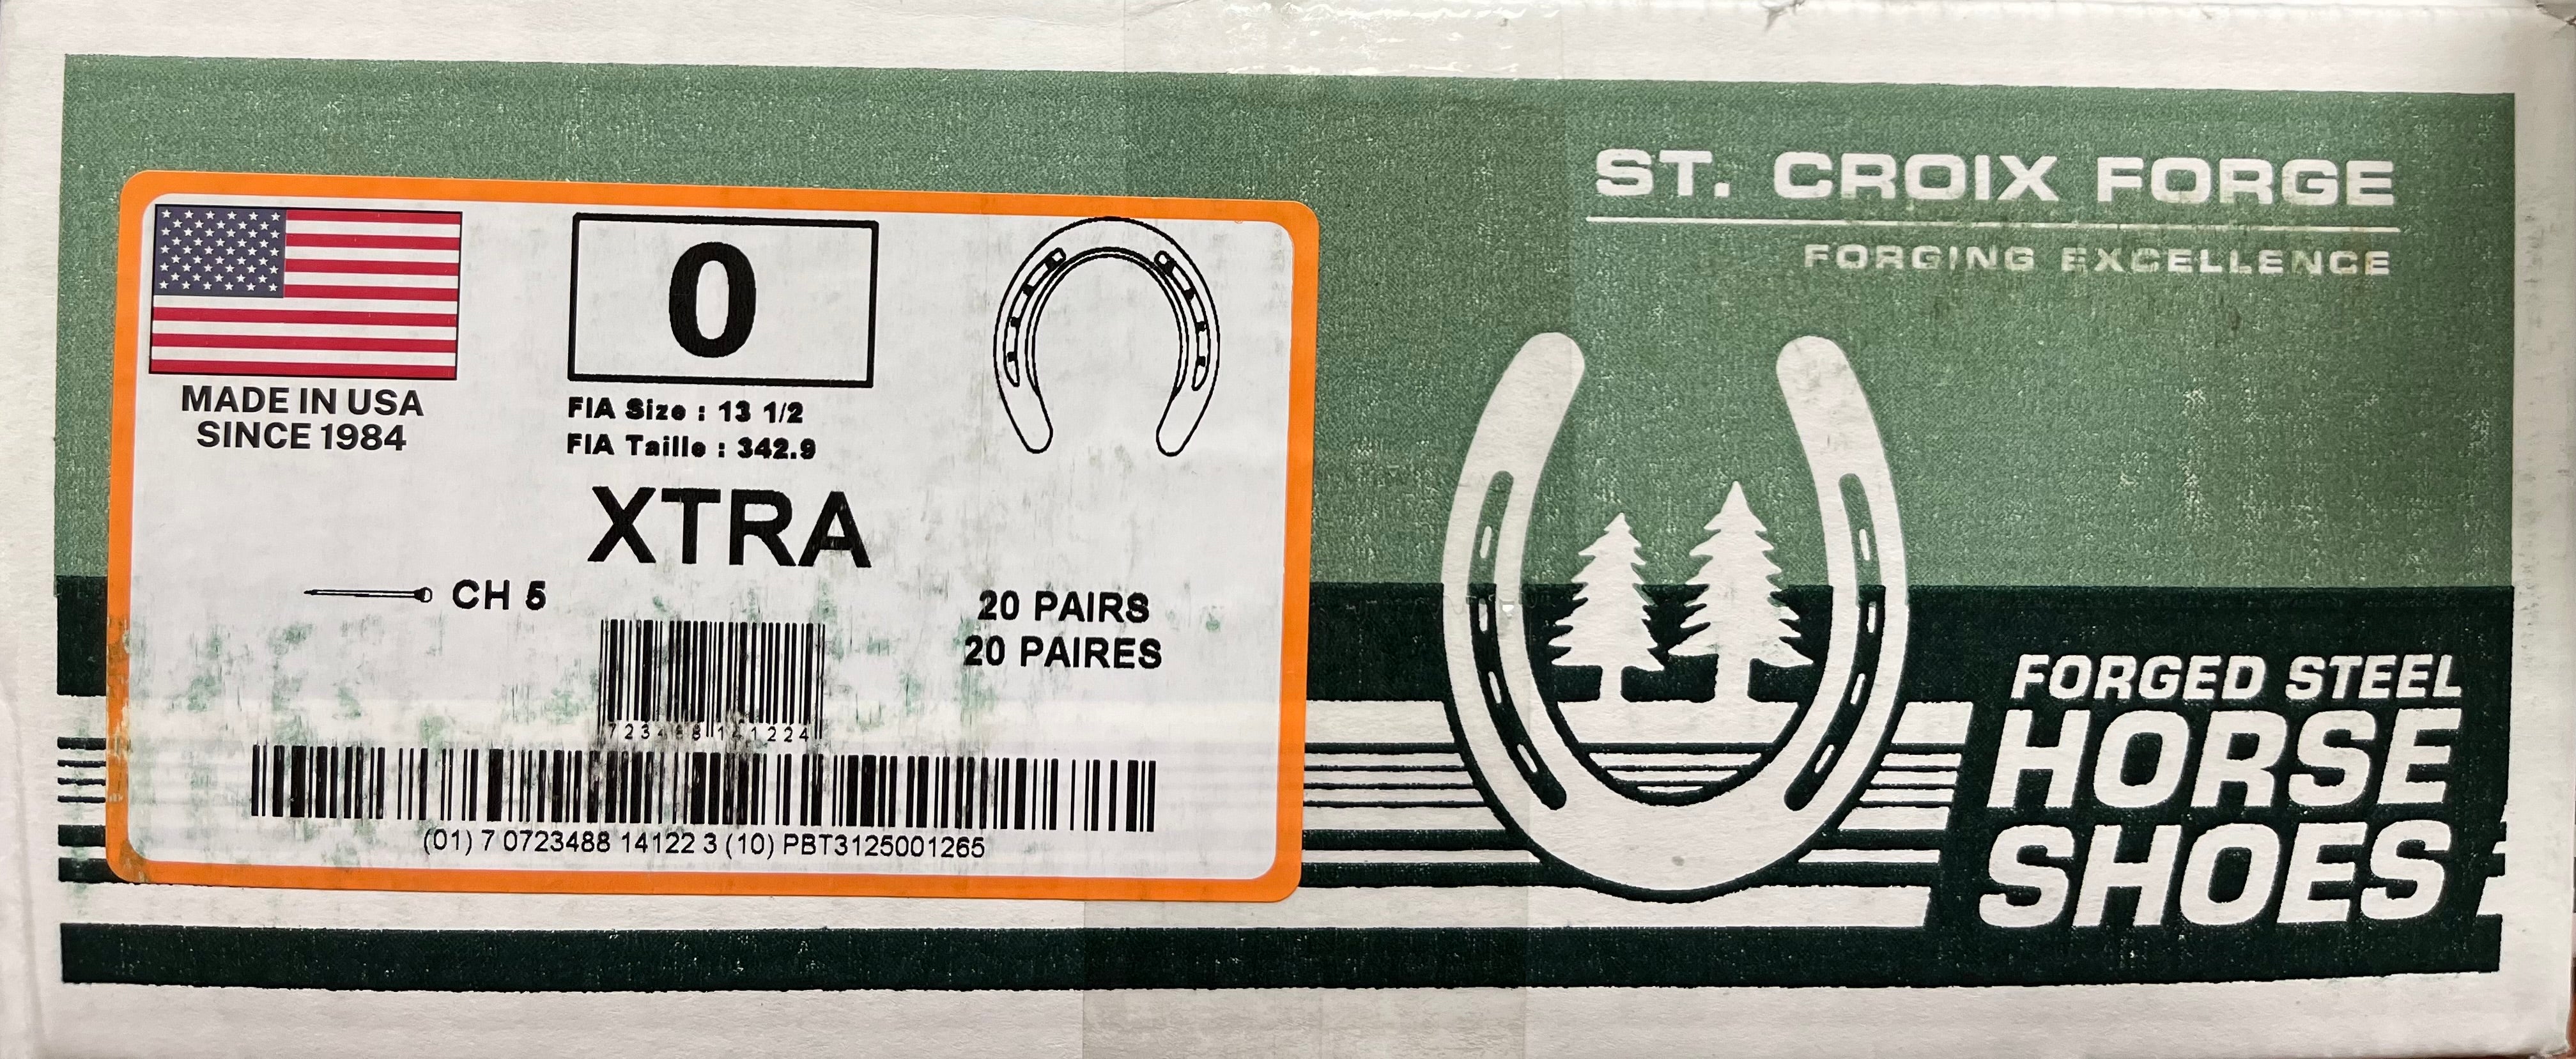 ST. CROIX FORGE
FORGING EXCELLENCE
0
MADE IN USA
SINCE 1984
FIA Size : 13 1/2
FIA Taille : 342.9
XTRA
CH 5
20 PAIRS
20 PAIRES
(01) 7 0723488 14122 3 (10) PBT3125001265
FORGED STEEL
HORSE
SHOES